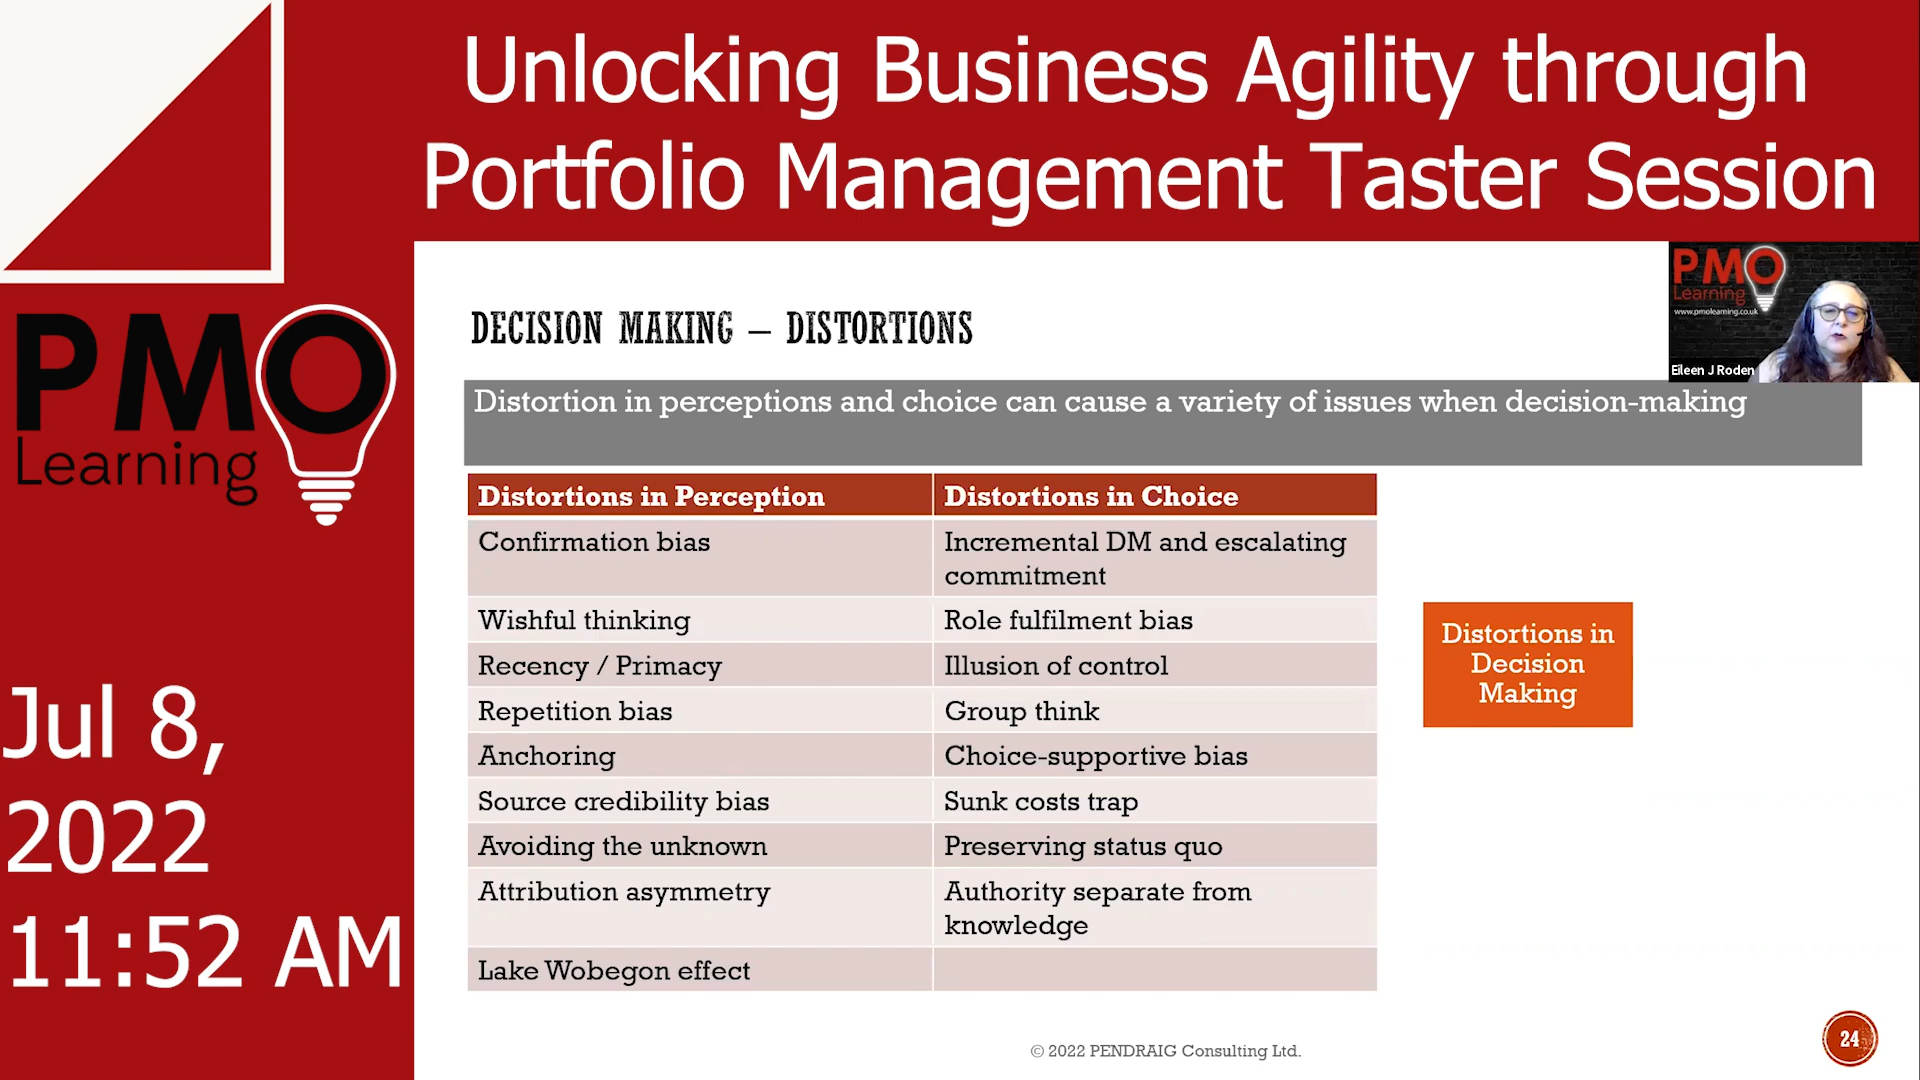 Unlocking Business Agility through
Portfolio Management Taster Session
PMO
Learning
Jul 8,
2022
11:52 AM
PMO
Learning
www.pmolearning.co.uk
Eileen J Roden
DECISION MAKING – DISTORTIONS
Distortion in perceptions and choice can cause a variety of issues when decision-making
Distortions in Perception
Distortions in Choice
Confirmation bias
Incremental DM and escalating
commitment
Wishful thinking
Role fulfilment bias
Recency / Primacy
Illusion of control
Repetition bias
Group think
Anchoring
Choice-supportive bias
Source credibility bias
Sunk costs trap
Avoiding the unknown
Preserving status quo
Attribution asymmetry
Authority separate from
knowledge
Lake Wobegon effect
Distortions in
Decision
Making
© 2022 PENDRAIG Consulting Ltd.
24